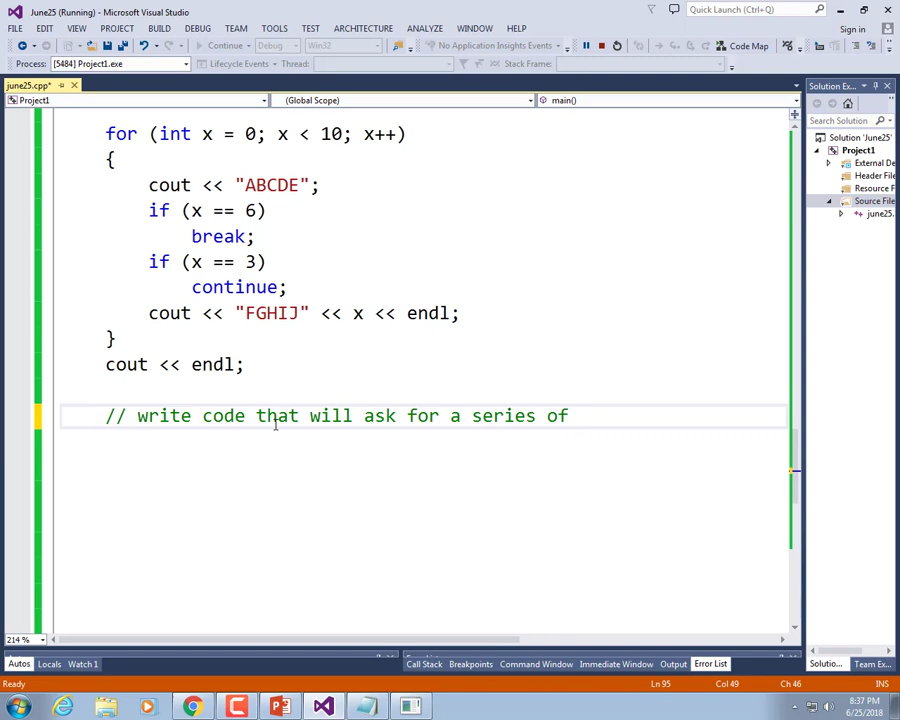 June25 (Running) - Microsoft Visual Studio
Quick Launch (Ctrl+Q)
FILE EDIT VIEW PROJECT BUILD DEBUG TEAM TOOLS TEST ARCHITECTURE ANALYZE WINDOW HELP
Sign in
Continue Debug Win32 No Application Insights Events Code Map
Process: [5484] Project1.exe Lifecycle Events Thread: Stack Frame:
june25.cpp*
Project1 (Global Scope) main()
for (int x = 0; x < 10; x++)
{
cout << "ABCDE";
if (x == 6)
break;
if (x == 3)
continue;
cout << "FGHIJ" << x << endl;
}
cout << endl;
// write code that will ask for a series of
214 %
Solution Ex...
Search Solution
Solution 'June25'
Project1
External De
Header File
Resource F
Source File
june25.
Autos Locals Watch 1
Call Stack Breakpoints Command Window Immediate Window Output Error List
Solutio... Team Ex...
Ready Ln 95 Col 49 Ch 46 INS
8:37 PM
6/25/2018